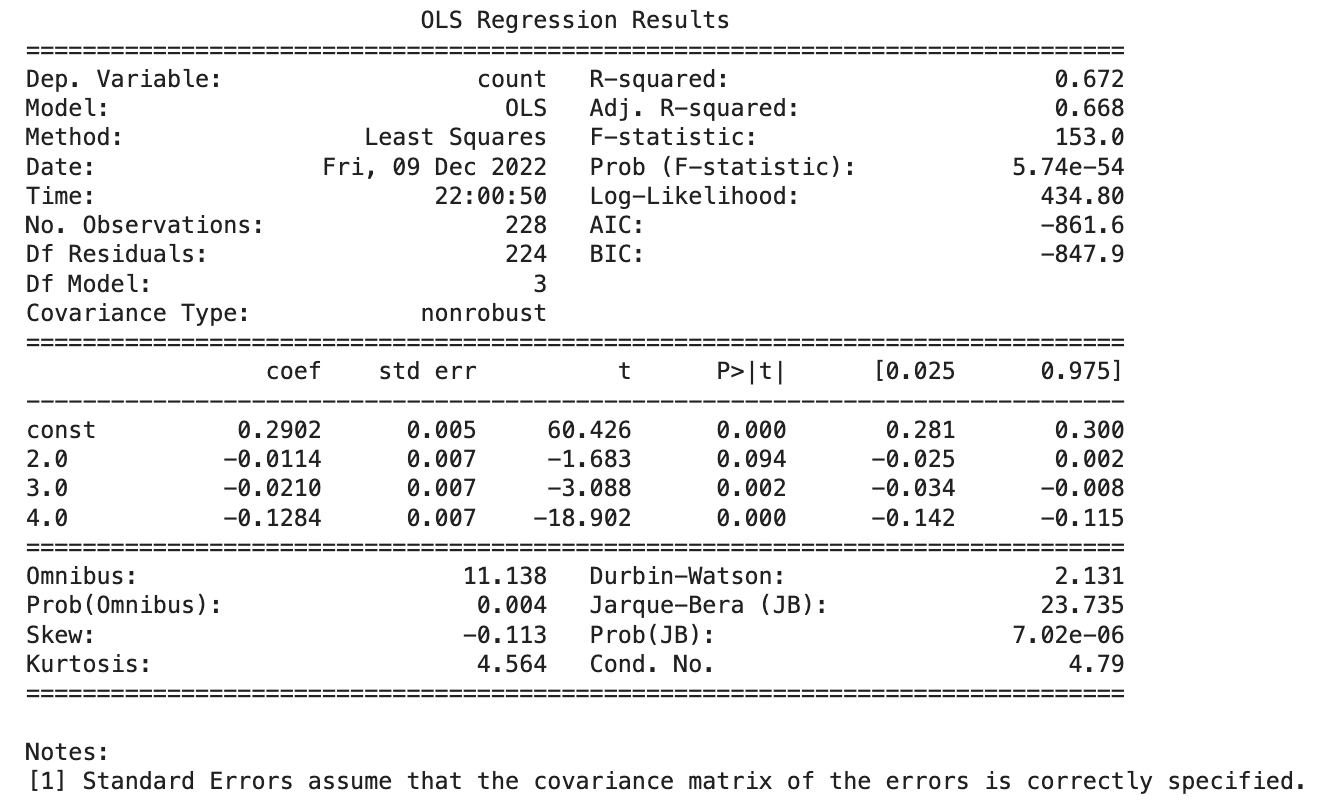 OLS Regression Results
==============================================================================
Dep. Variable:                  count   R-squared:                       0.672
Model:                            OLS   Adj. R-squared:                  0.668
Method:                 Least Squares   F-statistic:                     153.0
Date:                Fri, 09 Dec 2022   Prob (F-statistic):           5.74e-54
Time:                        22:00:50   Log-Likelihood:                 434.80
No. Observations:                 228   AIC:                            -861.6
Df Residuals:                     224   BIC:                            -847.9
Df Model:                           3
Covariance Type:            nonrobust
==============================================================================
                 coef    std err          t      P>|t|      [0.025      0.975]
------------------------------------------------------------------------------
const          0.2902      0.005     60.426      0.000       0.281       0.300
2.0           -0.0114      0.007     -1.683      0.094      -0.025       0.002
3.0           -0.0210      0.007     -3.088      0.002      -0.034      -0.008
4.0           -0.1284      0.007    -18.902      0.000      -0.142      -0.115
==============================================================================
Omnibus:                       11.138   Durbin-Watson:                   2.131
Prob(Omnibus):                  0.004   Jarque-Bera (JB):               23.735
Skew:                          -0.113   Prob(JB):                     7.02e-06
Kurtosis:                       4.564   Cond. No.                         4.79
==============================================================================
Notes:
[1] Standard Errors assume that the covariance matrix of the errors is correctly specified.